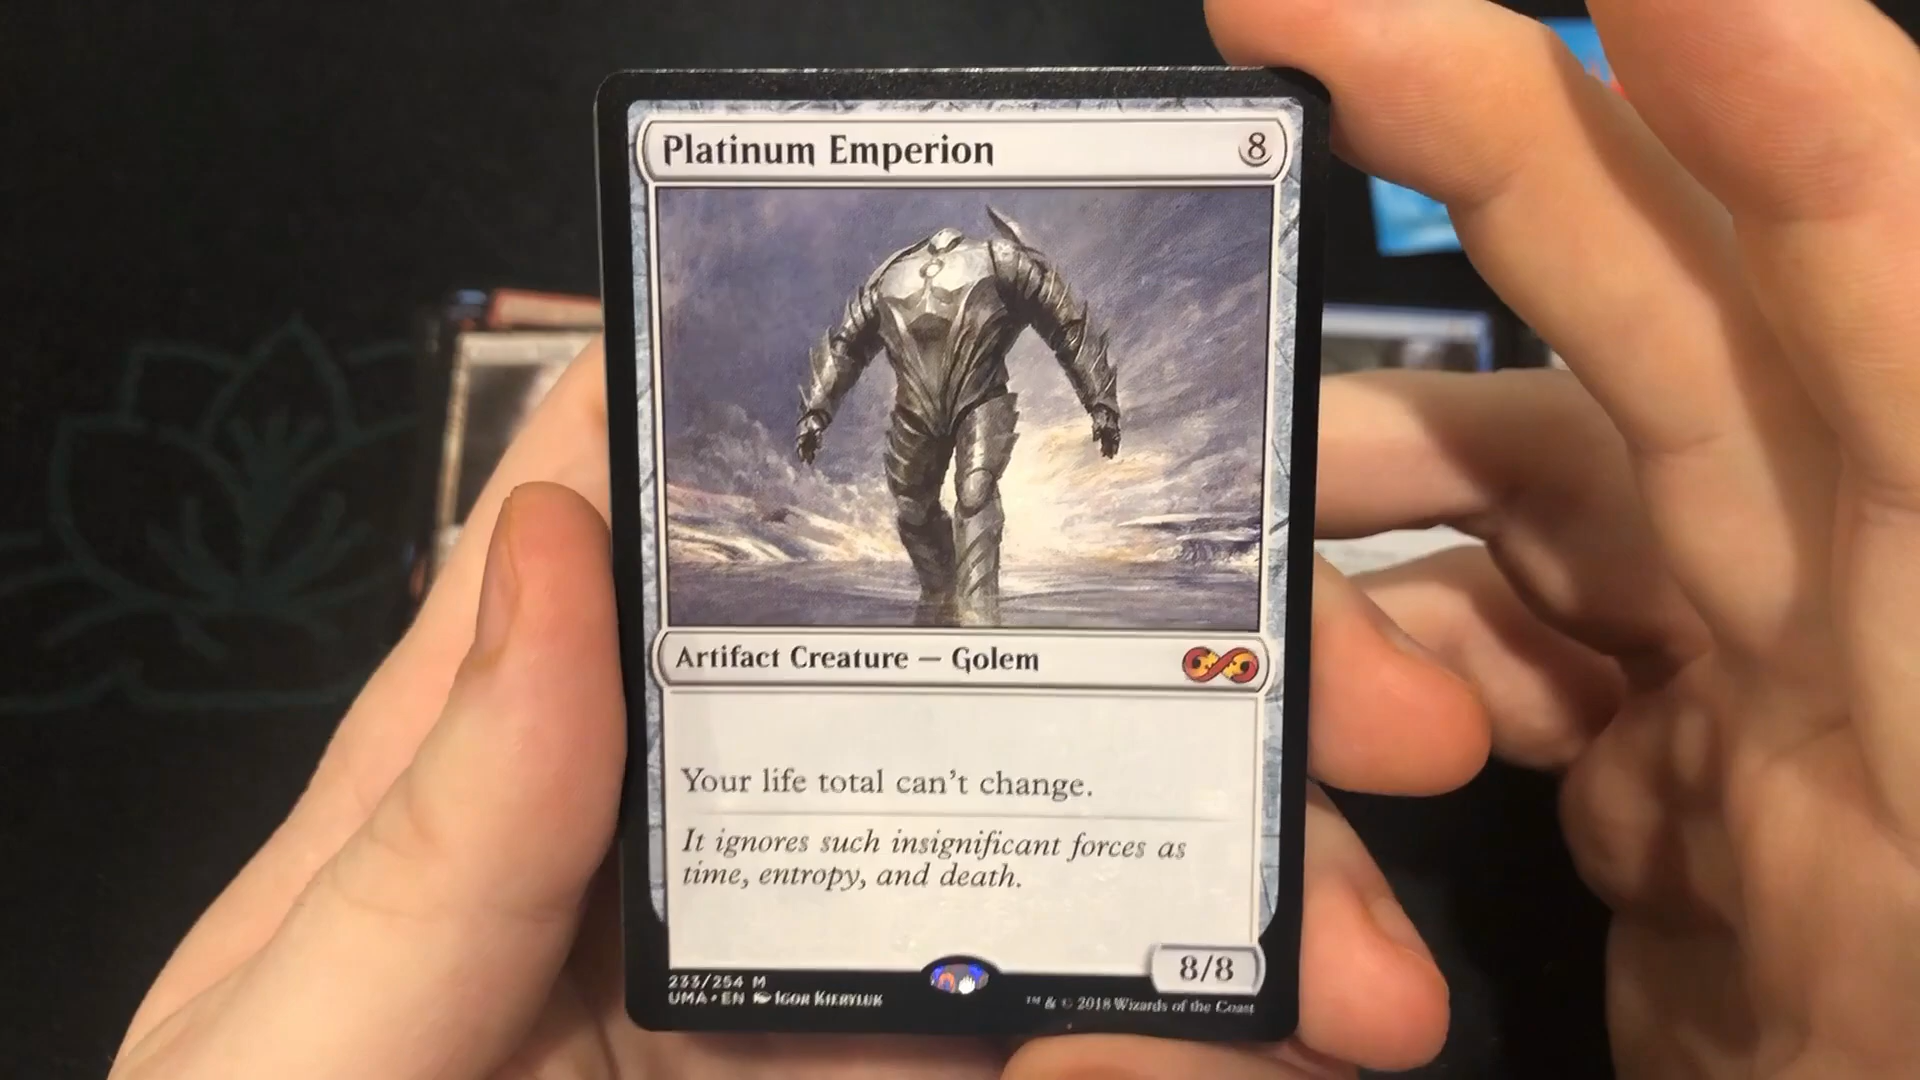 Platinum Emperion 8
Artifact Creature — Golem
Your life total can't change.
It ignores such insignificant forces as
time, entropy, and death.
8/8
233/254 M
UMA • EN Igor Kieryluk
™ & © 2018 Wizards of the Coast